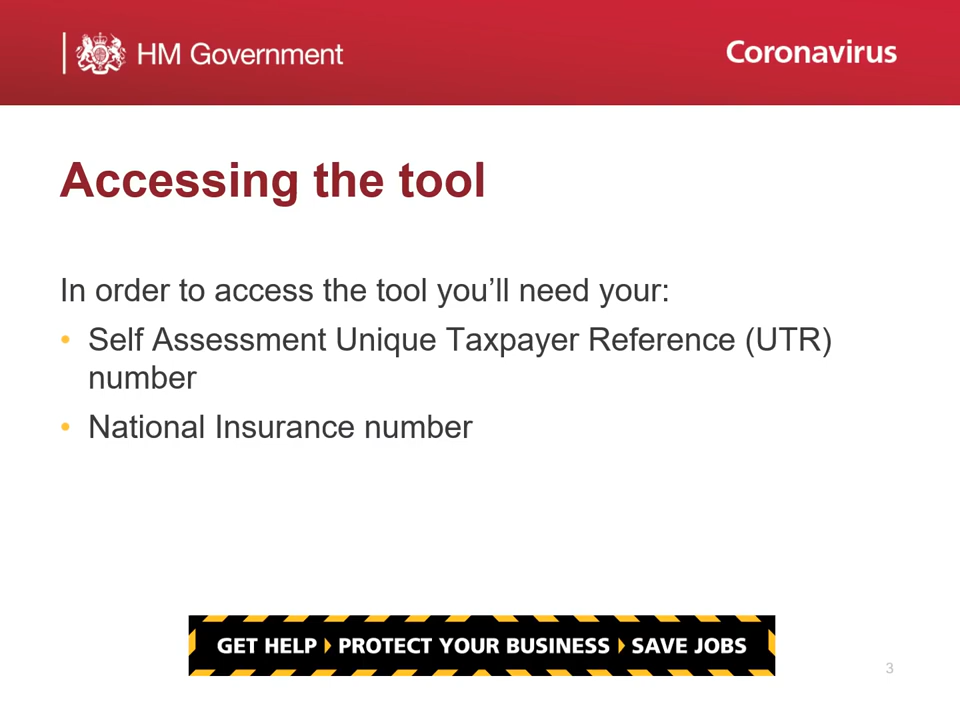 HM Government
Coronavirus
Accessing the tool
In order to access the tool you’ll need your:
• Self Assessment Unique Taxpayer Reference (UTR)
number
• National Insurance number
GET HELP › PROTECT YOUR BUSINESS › SAVE JOBS
3